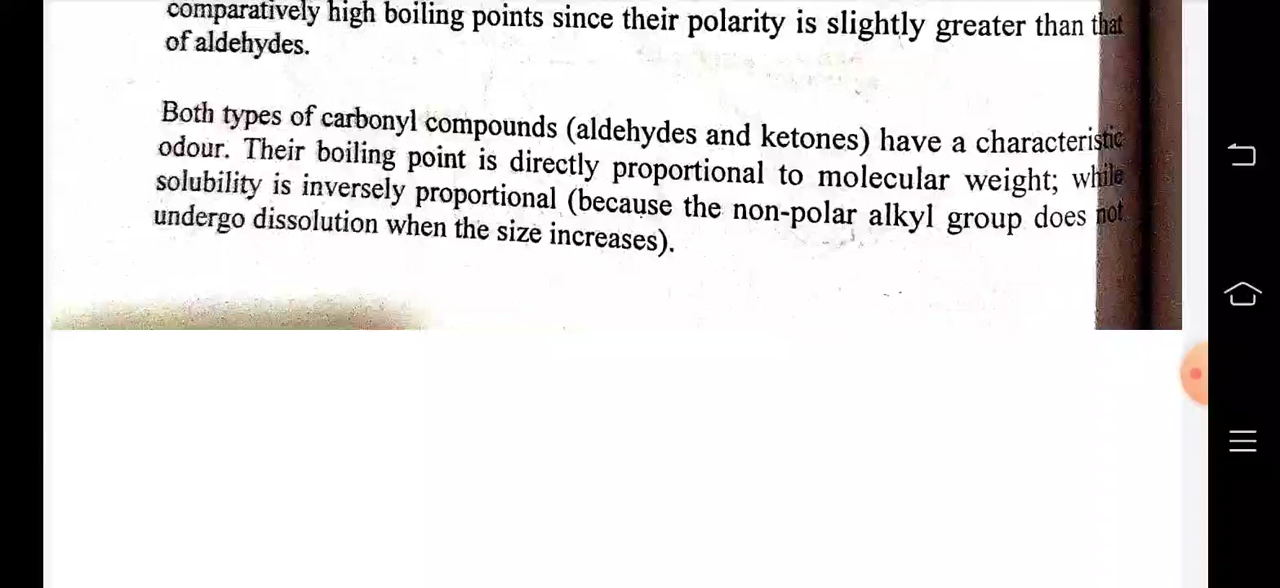 comparatively high boiling points since their polarity is slightly greater than that
of aldehydes.
Both types of carbonyl compounds (aldehydes and ketones) have a characteristic
odour. Their boiling point is directly proportional to molecular weight; while
solubility is inversely proportional (because the non-polar alkyl group does not
undergo dissolution when the size increases).